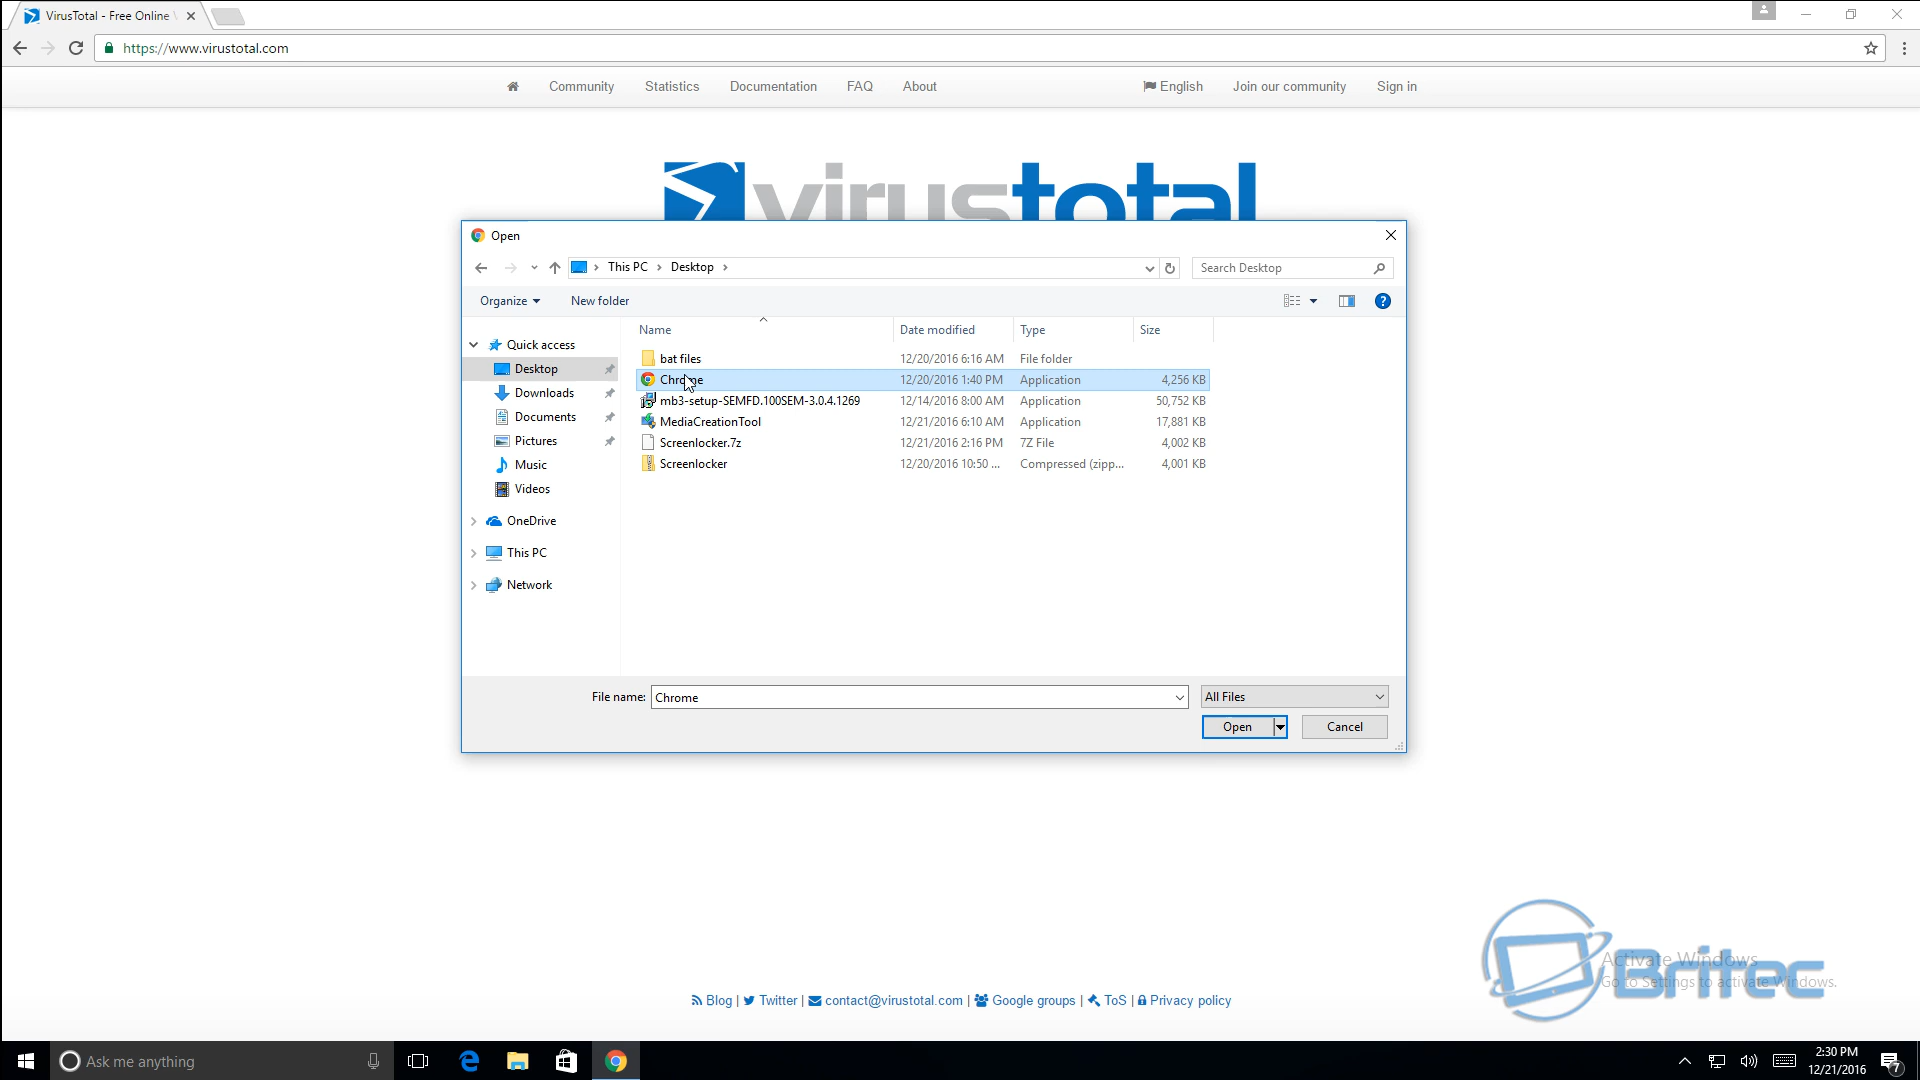 VirusTotal - Free Online
https://www.virustotal.com
Community Statistics Documentation FAQ About English Join our community Sign in
virustotal
Open
This PC > Desktop >
Search Desktop
Organize New folder
Name Date modified Type Size
Quick access
Desktop
Downloads
Documents
Pictures
Music
Videos
OneDrive
This PC
Network
bat files 12/20/2016 6:16 AM File folder
Chrome 12/20/2016 1:40 PM Application 4,256 KB
mb3-setup-SEMFD.100SEM-3.0.4.1269 12/14/2016 8:00 AM Application 50,752 KB
MediaCreationTool 12/21/2016 6:10 AM Application 17,881 KB
Screenlocker.7z 12/21/2016 2:16 PM 7Z File 4,002 KB
Screenlocker 12/20/2016 10:50 ... Compressed (zipp... 4,001 KB
File name: Chrome All Files
Open Cancel
Activate Windows
Go to Settings to activate Windows.
Britec
Blog | Twitter | contact@virustotal.com | Google groups | ToS | Privacy policy
Ask me anything
2:30 PM
12/21/2016
7